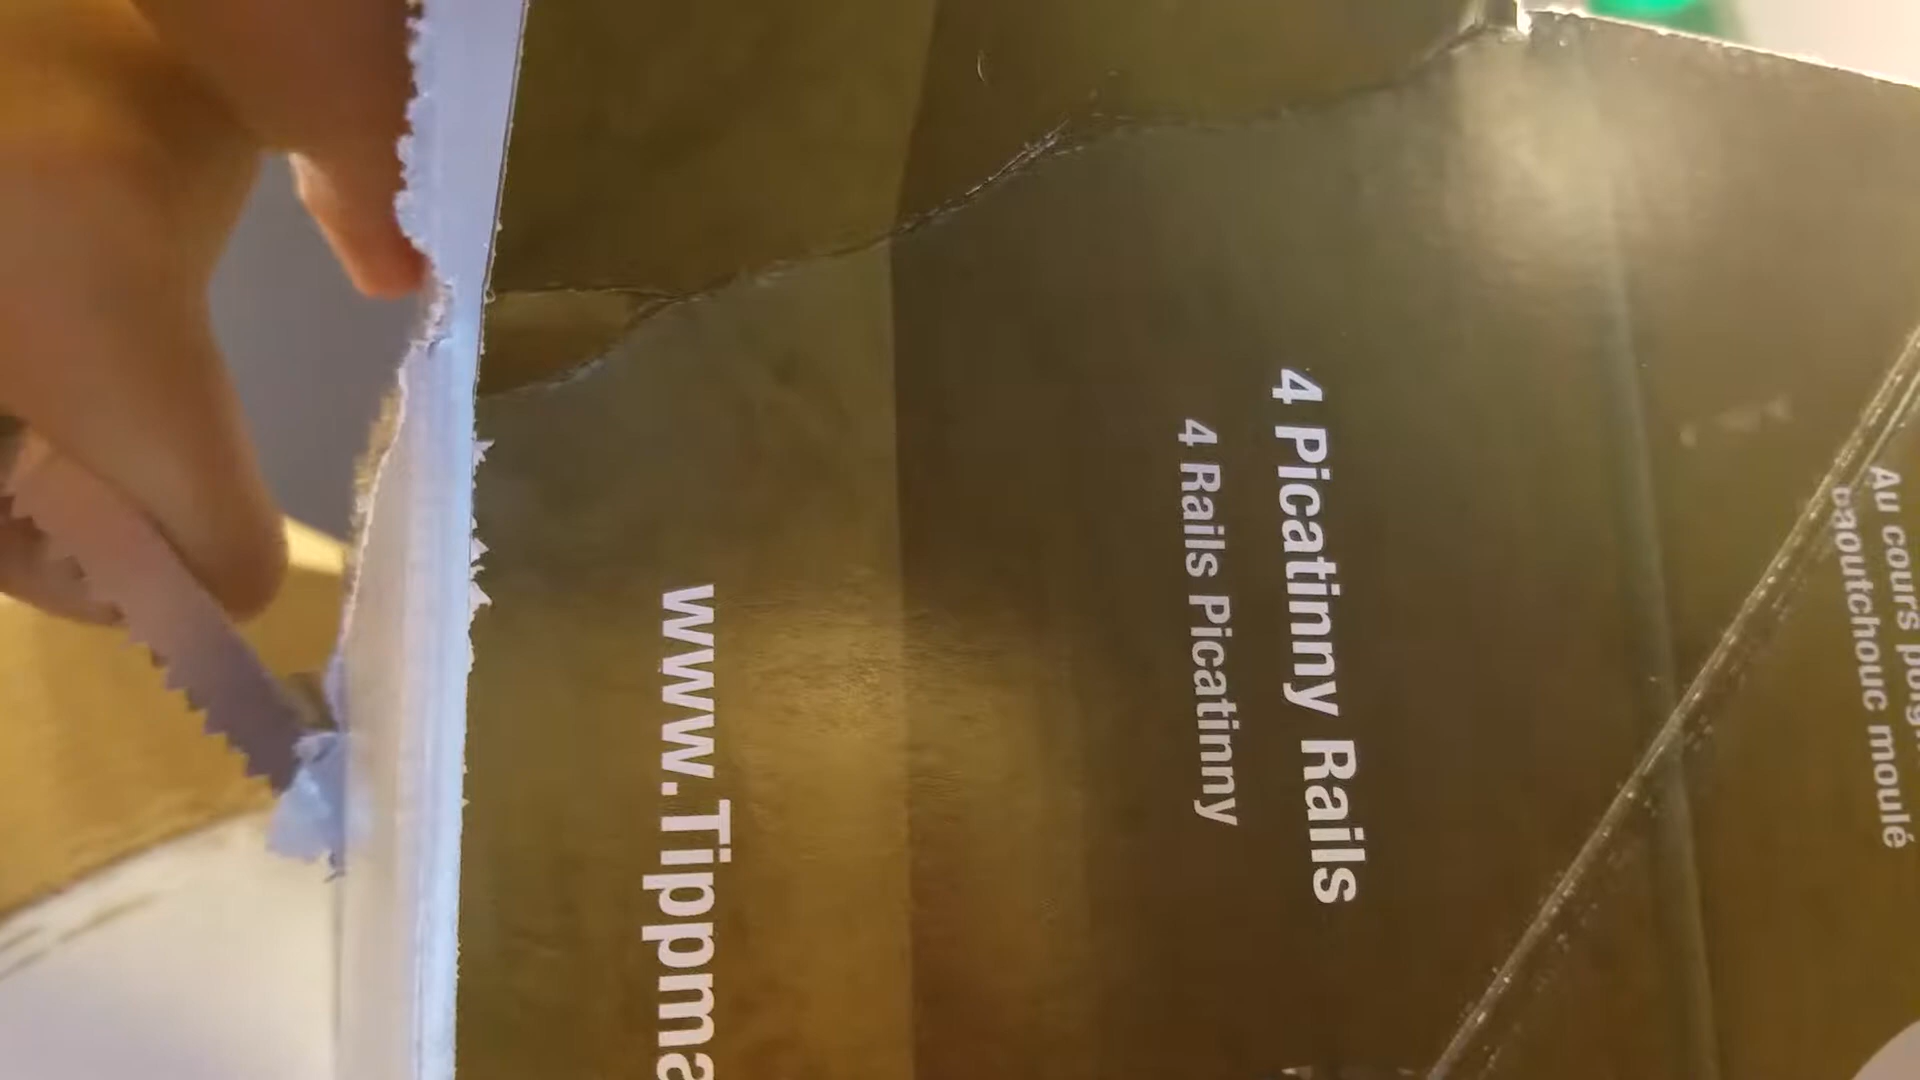 Au cours
caoutchouc moulé
4 Picatinny Rails
4 Rails Picatinny
www.Tippma